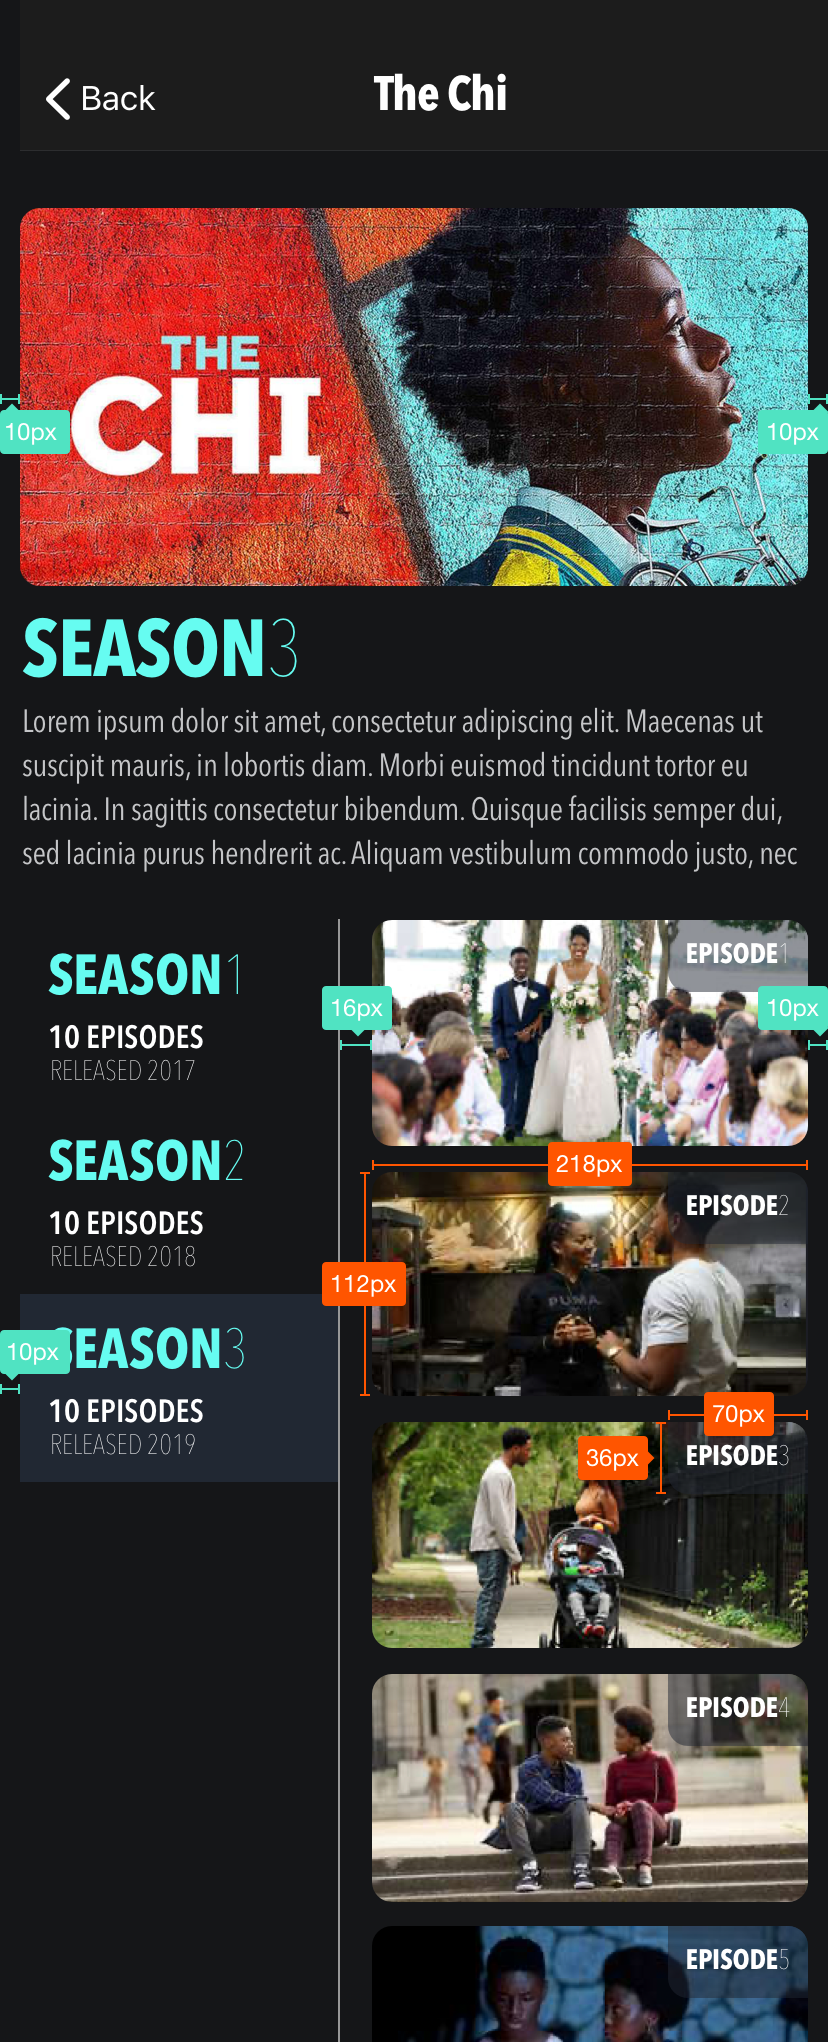 Back
The Chi
THE
CHI
10px
10px
SEASON3
Lorem ipsum dolor sit amet, consectetur adipiscing elit. Maecenas ut
suscipit mauris, in lobortis diam. Morbi euismod tincidunt tortor eu
lacinia. In sagittis consectetur bibendum. Quisque facilisis semper dui,
sed lacinia purus hendrerit ac. Aliquam vestibulum commodo justo, nec
SEASON1
10 EPISODES
RELEASED 2017
SEASON2
10 EPISODES
RELEASED 2018
10px
SEASON3
10 EPISODES
RELEASED 2019
EPISODE1
16px
10px
218px
EPISODE2
112px
PUMA
70px
36px
EPISODE3
EPISODE4
EPISODE5